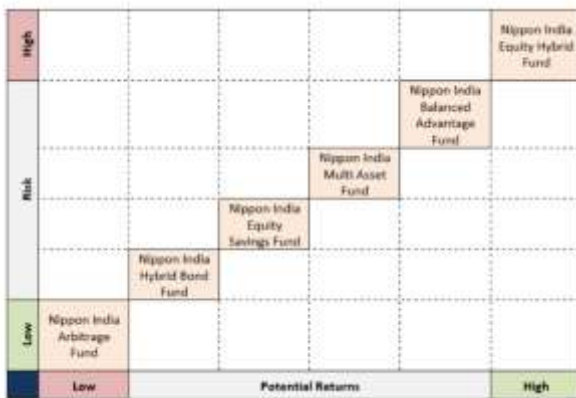 High
Nippon India
Equity Hybrid
Fund
Nippon India
Balanced
Advantage
Fund
Risk
Nippon India
Multi Asset
Fund
Nippon India
Equity
Savings Fund
Nippon India
Hybrid Bond
Fund
Low
Nippon India
Arbitrage
Fund
Low
Potential Returns
High